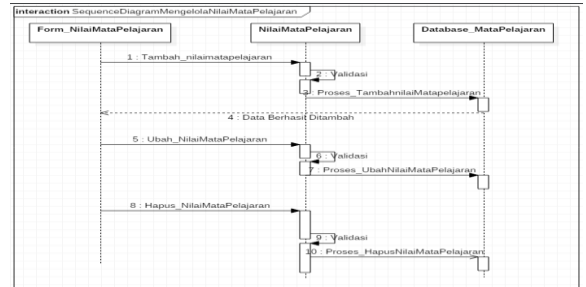 interaction SequenceDiagramMengelolaNilaiMataPelajaran
Form_NilaiMataPelajaran
NilaiMataPelajaran
Database_MataPelajaran
1 : Tambah_nilaimatapelajaran
2 : Validasi
3 : Proses_TambahnilaiMatapelajaran
4 : Data Berhasil Ditambah
5 : Ubah_NilaiMataPelajaran
6 : Validasi
7 : Proses_UbahNilaiMataPelajaran
8 : Hapus_NilaiMataPelajaran
9 : Validasi
10 : Proses_HapusNilaiMataPelajaran